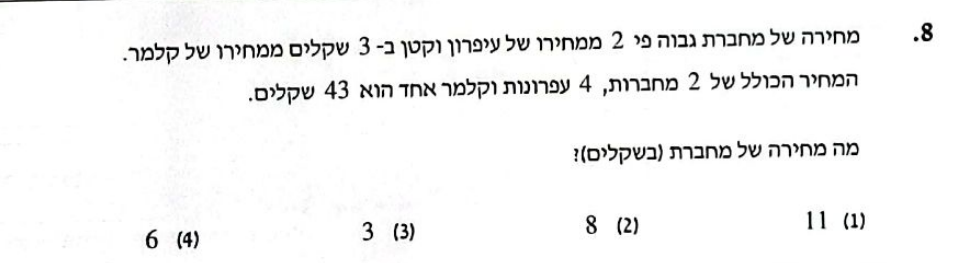 8. מחירה של מחברת גבוה פי 2 ממחירו של עיפרון וקטן ב- 3 שקלים ממחירו של קלמר.
המחיר הכולל של 2 מחברות, 4 עפרונות וקלמר אחד הוא 43 שקלים.
מה מחירה של מחברת (בשקלים)?
(1) 11 (2) 8 (3) 3 (4) 6